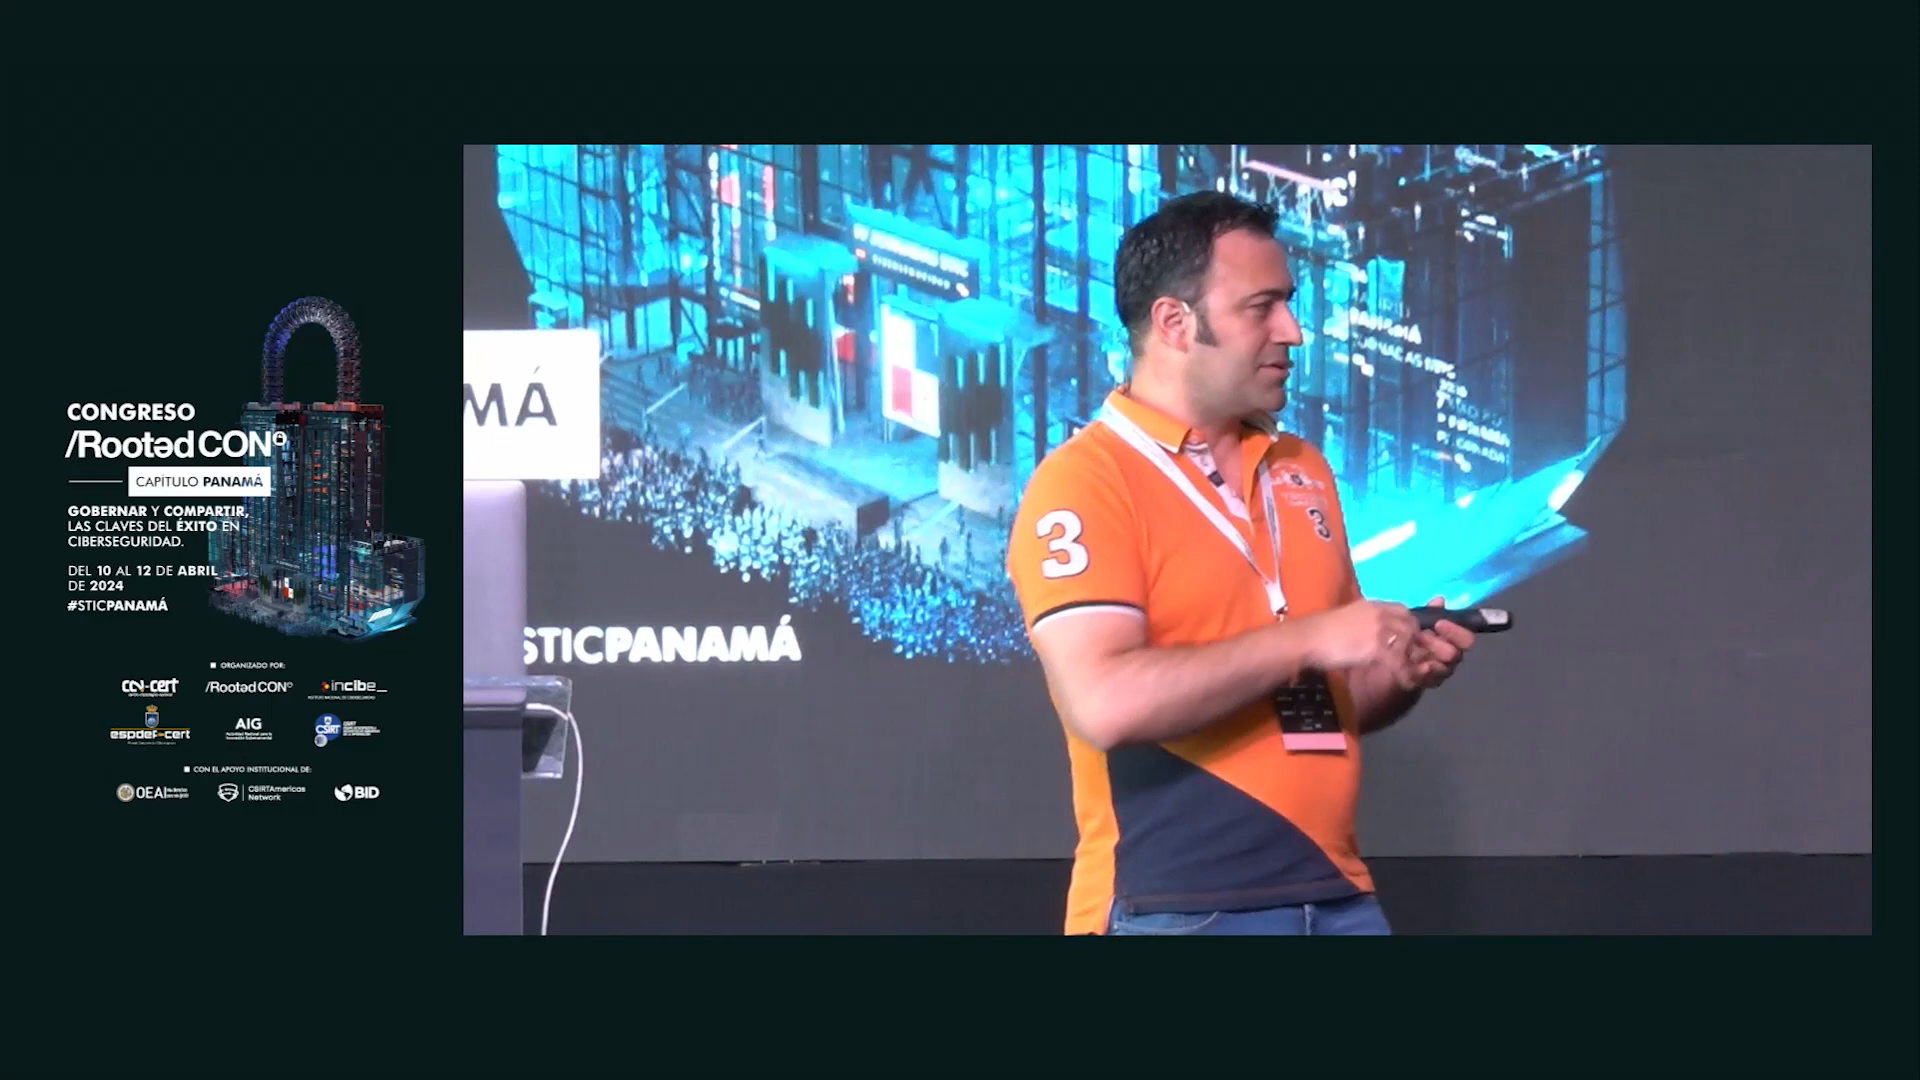 CONGRESO
/RootedCON
CAPÍTULO PANAMÁ
GOBERNAR Y COMPARTIR,
LAS CLAVES DEL ÉXITO EN
CIBERSEGURIDAD.
DEL 10 AL 12 DE ABRIL
DE 2024
#STICPANAMÁ
ORGANIZADO POR:
ccn-cert
/RootedCON
incibe_
espdef-cert
AIG
CSIRT
CON EL APOYO INSTITUCIONAL DE:
OEA
CSIRTAmericas
Network
BID
MÁ
STICPANAMÁ
PANAMÁ
3
3